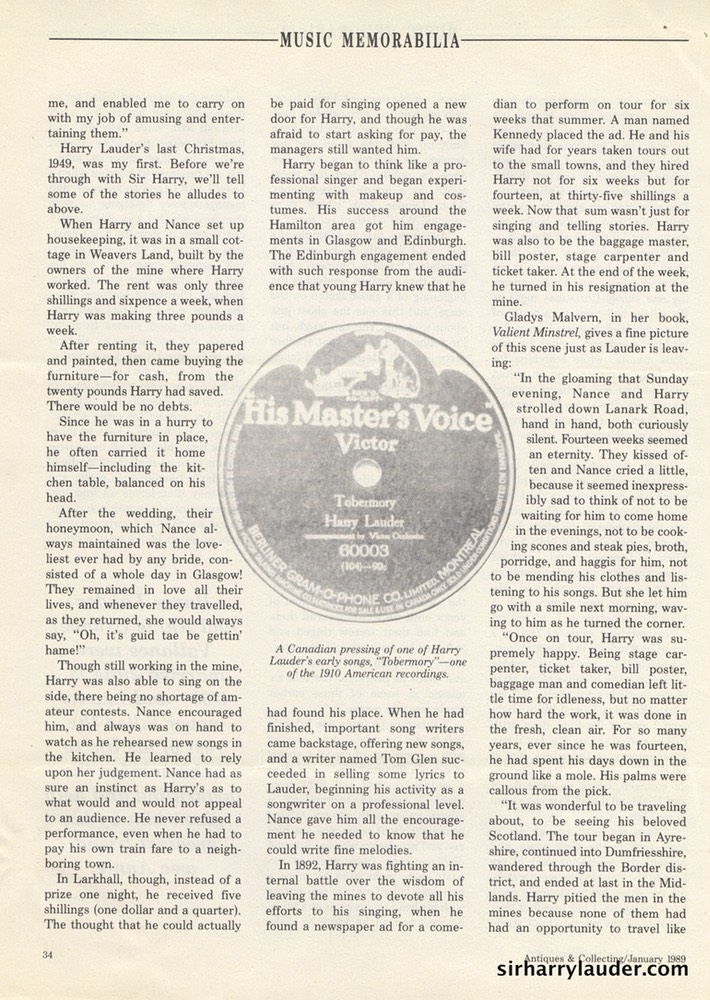 MUSIC MEMORABILIA
me, and enabled me to carry on
with my job of amusing and enter-
taining them."
Harry Lauder's last Christmas,
1949, was my first. Before we're
through with Sir Harry, we'll tell
some of the stories he alludes to
above.
When Harry and Nance set up
housekeeping, it was in a small cot-
tage in Weavers Land, built by the
owners of the mine where Harry
worked. The rent was only three
shillings and sixpence a week, when
Harry was making three pounds a
week.
After renting it, they papered
and painted, then came buying the
furniture—for cash, from the
twenty pounds Harry had saved.
There would be no debts.
Since he was in a hurry to
have the furniture in place,
he often carried it home
himself—including the kit-
chen table, balanced on his
head.
After the wedding, their
honeymoon, which Nance al-
ways maintained was the love-
liest ever had by any bride, con-
sisted of a whole day in Glasgow!
They remained in love all their
lives, and whenever they travelled,
as they returned, she would always
say, "Oh, it's guid tae be gettin'
hame!"
Though still working in the mine,
Harry was also able to sing on the
side, there being no shortage of am-
ateur contests. Nance encouraged
him, and always was on hand to
watch as he rehearsed new songs in
the kitchen. He learned to rely
upon her judgement. Nance had as
sure an instinct as Harry's as to
what would and would not appeal
to an audience. He never refused a
performance, even when he had to
pay his own train fare to a neigh-
boring town.
In Larkhall, though, instead of a
prize one night, he received five
shillings (one dollar and a quarter).
The thought that he could actually
be paid for singing opened a new
door for Harry, and though he was
afraid to start asking for pay, the
managers still wanted him.
Harry began to think like a pro-
fessional singer and began experi-
menting with makeup and cos-
tumes. His success around the
Hamilton area got him engage-
ments in Glasgow and Edinburgh.
The Edinburgh engagement ended
with such response from the audi-
ence that young Harry knew that he
His Master's Voice
Victor
Tobermory
Harry Lauder
60003
(104)—90
BERLINER GRAM-O-PHONE CO. LIMITED, MONTREAL
A Canadian pressing of one of Harry
Lauder's early songs, "Tobermory"—one
of the 1910 American recordings.
had found his place. When he had
finished, important song writers
came backstage, offering new songs,
and a writer named Tom Glen suc-
ceeded in selling some lyrics to
Lauder, beginning his activity as a
songwriter on a professional level.
Nance gave him all the encourage-
ment he needed to know that he
could write fine melodies.
In 1892, Harry was fighting an in-
ternal battle over the wisdom of
leaving the mines to devote all his
efforts to his singing, when he
found a newspaper ad for a come-
dian to perform on tour for six
weeks that summer. A man named
Kennedy placed the ad. He and his
wife had for years taken tours out
to the small towns, and they hired
Harry not for six weeks but for
fourteen, at thirty-five shillings a
week. Now that sum wasn't just for
singing and telling stories. Harry
was also to be the baggage master,
bill poster, stage carpenter and
ticket taker. At the end of the week,
he turned in his resignation at the
mine.
Gladys Malvern, in her book,
Valient Minstrel, gives a fine picture
of this scene just as Lauder is leav-
ing:
"In the gloaming that Sunday
evening, Nance and Harry
strolled down Lanark Road,
hand in hand, both curiously
silent. Fourteen weeks seemed
an eternity. They kissed of-
ten and Nance cried a little,
because it seemed inexpress-
ibly sad to think of not to be
waiting for him to come home
in the evenings, not to be cook-
ing scones and steak pies, broth,
porridge, and haggis for him, not
to be mending his clothes and lis-
tening to his songs. But she let him
go with a smile next morning, wav-
ing to him as he turned the corner.
"Once on tour, Harry was su-
premely happy. Being stage car-
penter, ticket taker, bill poster,
baggage man and comedian left lit-
tle time for idleness, but no matter
how hard the work, it was done in
the fresh, clean air. For so many
years, ever since he was fourteen,
he had spent his days down in the
ground like a mole. His palms were
callous from the pick.
"It was wonderful to be traveling
about, to be seeing his beloved
Scotland. The tour began in Ayre-
shire, continued into Dumfriesshire,
wandered through the Border dis-
trict, and ended at last in the Mid-
lands. Harry pitied the men in the
mines because none of them had
had an opportunity to travel like
34
Antiques & Collecting/January 1989
sirharrylauder.com